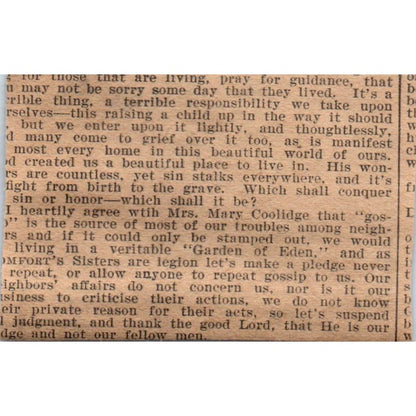 for those that are living, pray for guidance, that
may not be sorry some day that they lived. It's a
rible thing, a terrible responsibility we take upon
rselves—this raising a child up in the way it should
, but we enter upon it lightly, and thoughtlessly,
d many come to grief over it too, as is manifest
most every home in this beautiful world of ours.
od created us a beautiful place to live in. His won-
s are countless, yet sin stalks everywhere, and it's
fight from birth to the grave. Which shall conquer
sin or honor—which shall it be?
I heartily agree wtih Mrs. Mary Coolidge that "gos-
p" is the source of most of our troubles among neigh-
s and if it could only be stamped out, we would
living in a veritable "Garden of Eden," and as
OMFORT'S Sisters are legion let's make a pledge never
repeat, or allow anyone to repeat gossip to us. Our
ighbors' affairs do not concern us, nor is it our
siness to criticise their actions, we do not know
eir private reason for their acts, so let's suspend
l judgment, and thank the good Lord, that He is our
dge and not our fellow men.